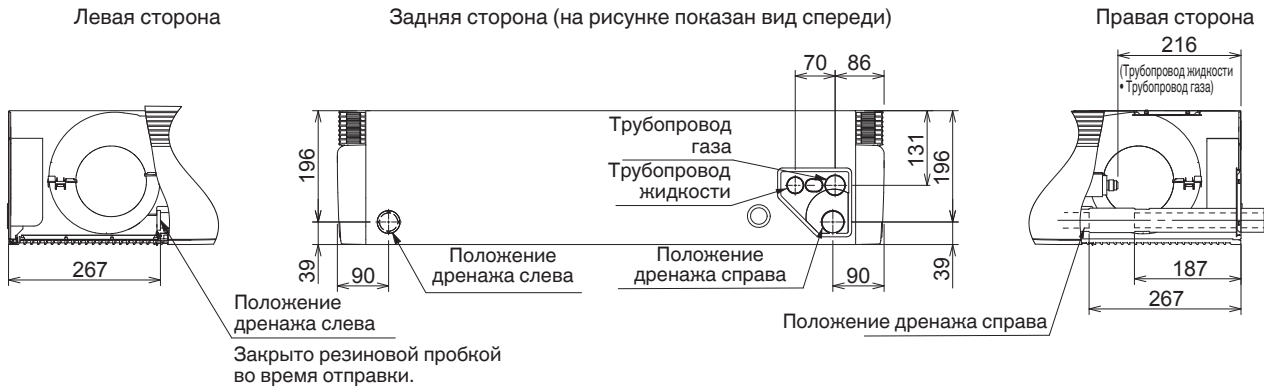 Левая сторона
Задняя сторона (на рисунке показан вид спереди)
Правая сторона
70
86
216
(Трубопровод жидкости
• Трубопровод газа)
Трубопровод
газа
Трубопровод
жидкости
196
131
196
39
39
Положение
дренажа слева
Положение
дренажа справа
267
90
90
187
267
Положение
дренажа слева
Положение дренажа справа
Закрыто резиновой пробкой
во время отправки.